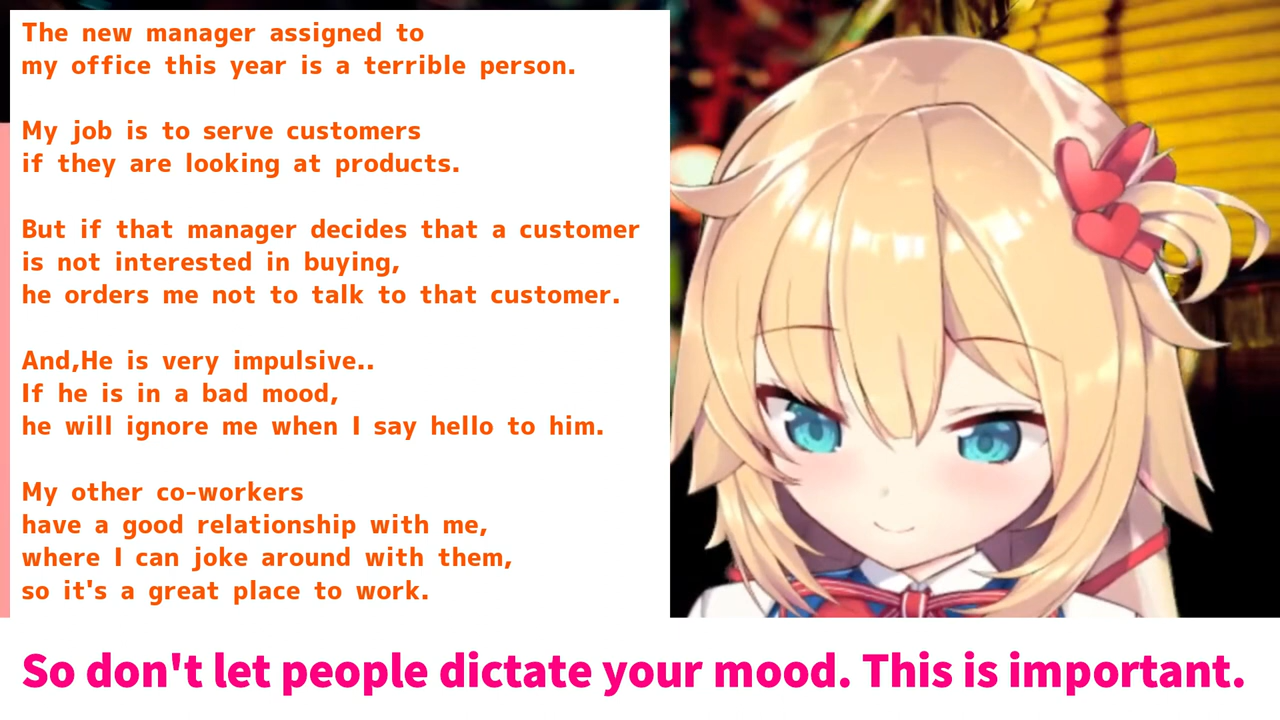 The new manager assigned to
my office this year is a terrible person.
My job is to serve customers
if they are looking at products.
But if that manager decides that a customer
is not interested in buying,
he orders me not to talk to that customer.
And,He is very impulsive..
If he is in a bad mood,
he will ignore me when I say hello to him.
My other co-workers
have a good relationship with me,
where I can joke around with them,
so it's a great place to work.
So don't let people dictate your mood. This is important.